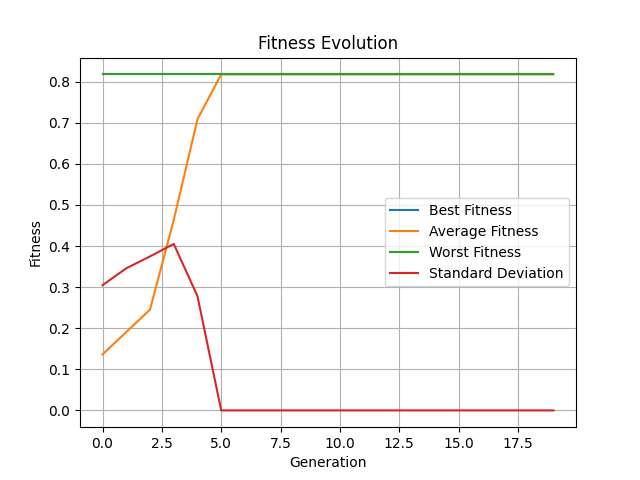 Fitness Evolution
Fitness
0.8
0.7
0.6
0.5
0.4
0.3
0.2
0.1
0.0
Best Fitness
Average Fitness
Worst Fitness
Standard Deviation
0.0 2.5 5.0 7.5 10.0 12.5 15.0 17.5
Generation